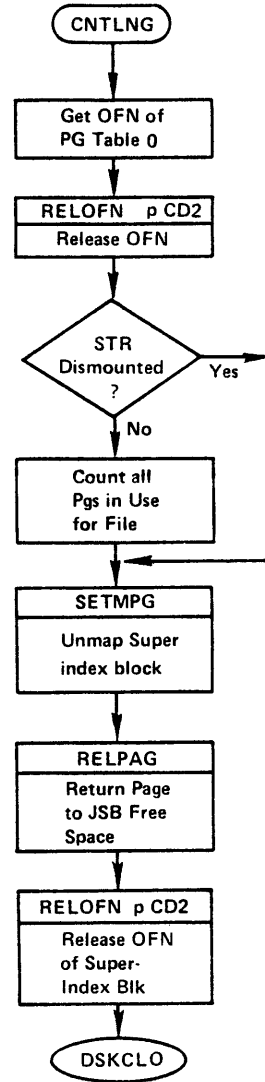 CNTLNG
Get OFN of
PG Table 0
RELOFN p CD2
Release OFN
STR
Dismounted
?
Yes
No
Count all
Pgs in Use
for File
SETMPG
Unmap Super
index block
RELPAG
Return Page
to JSB Free
Space
RELOFN p CD2
Release OFN
of Super-
Index Blk
DSKCLO